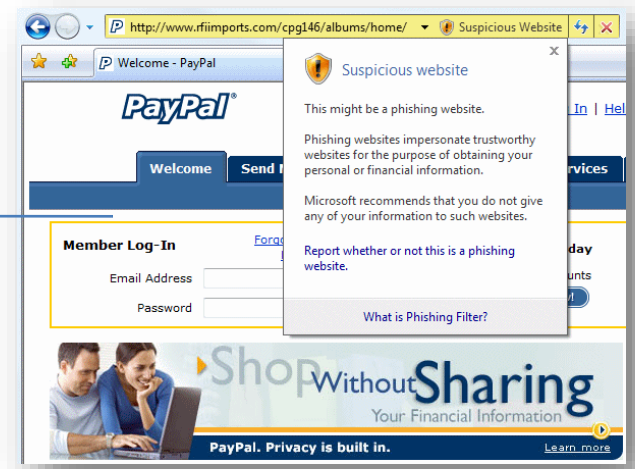 http://www.rfiimports.com/cpg146/albums/home/ Suspicious Website
Welcome - PayPal
Suspicious website
This might be a phishing website.
Phishing websites impersonate trustworthy
websites for the purpose of obtaining your
personal or financial information.
Microsoft recommends that you do not give
any of your information to such websites.
Report whether or not this is a phishing
website.
What is Phishing Filter?
PayPal®
In | Hel
Welcome
Send
Member Log-In
Email Address
Password
day
Shop Without Sharing
Your Financial Information
PayPal. Privacy is built in.
Learn more